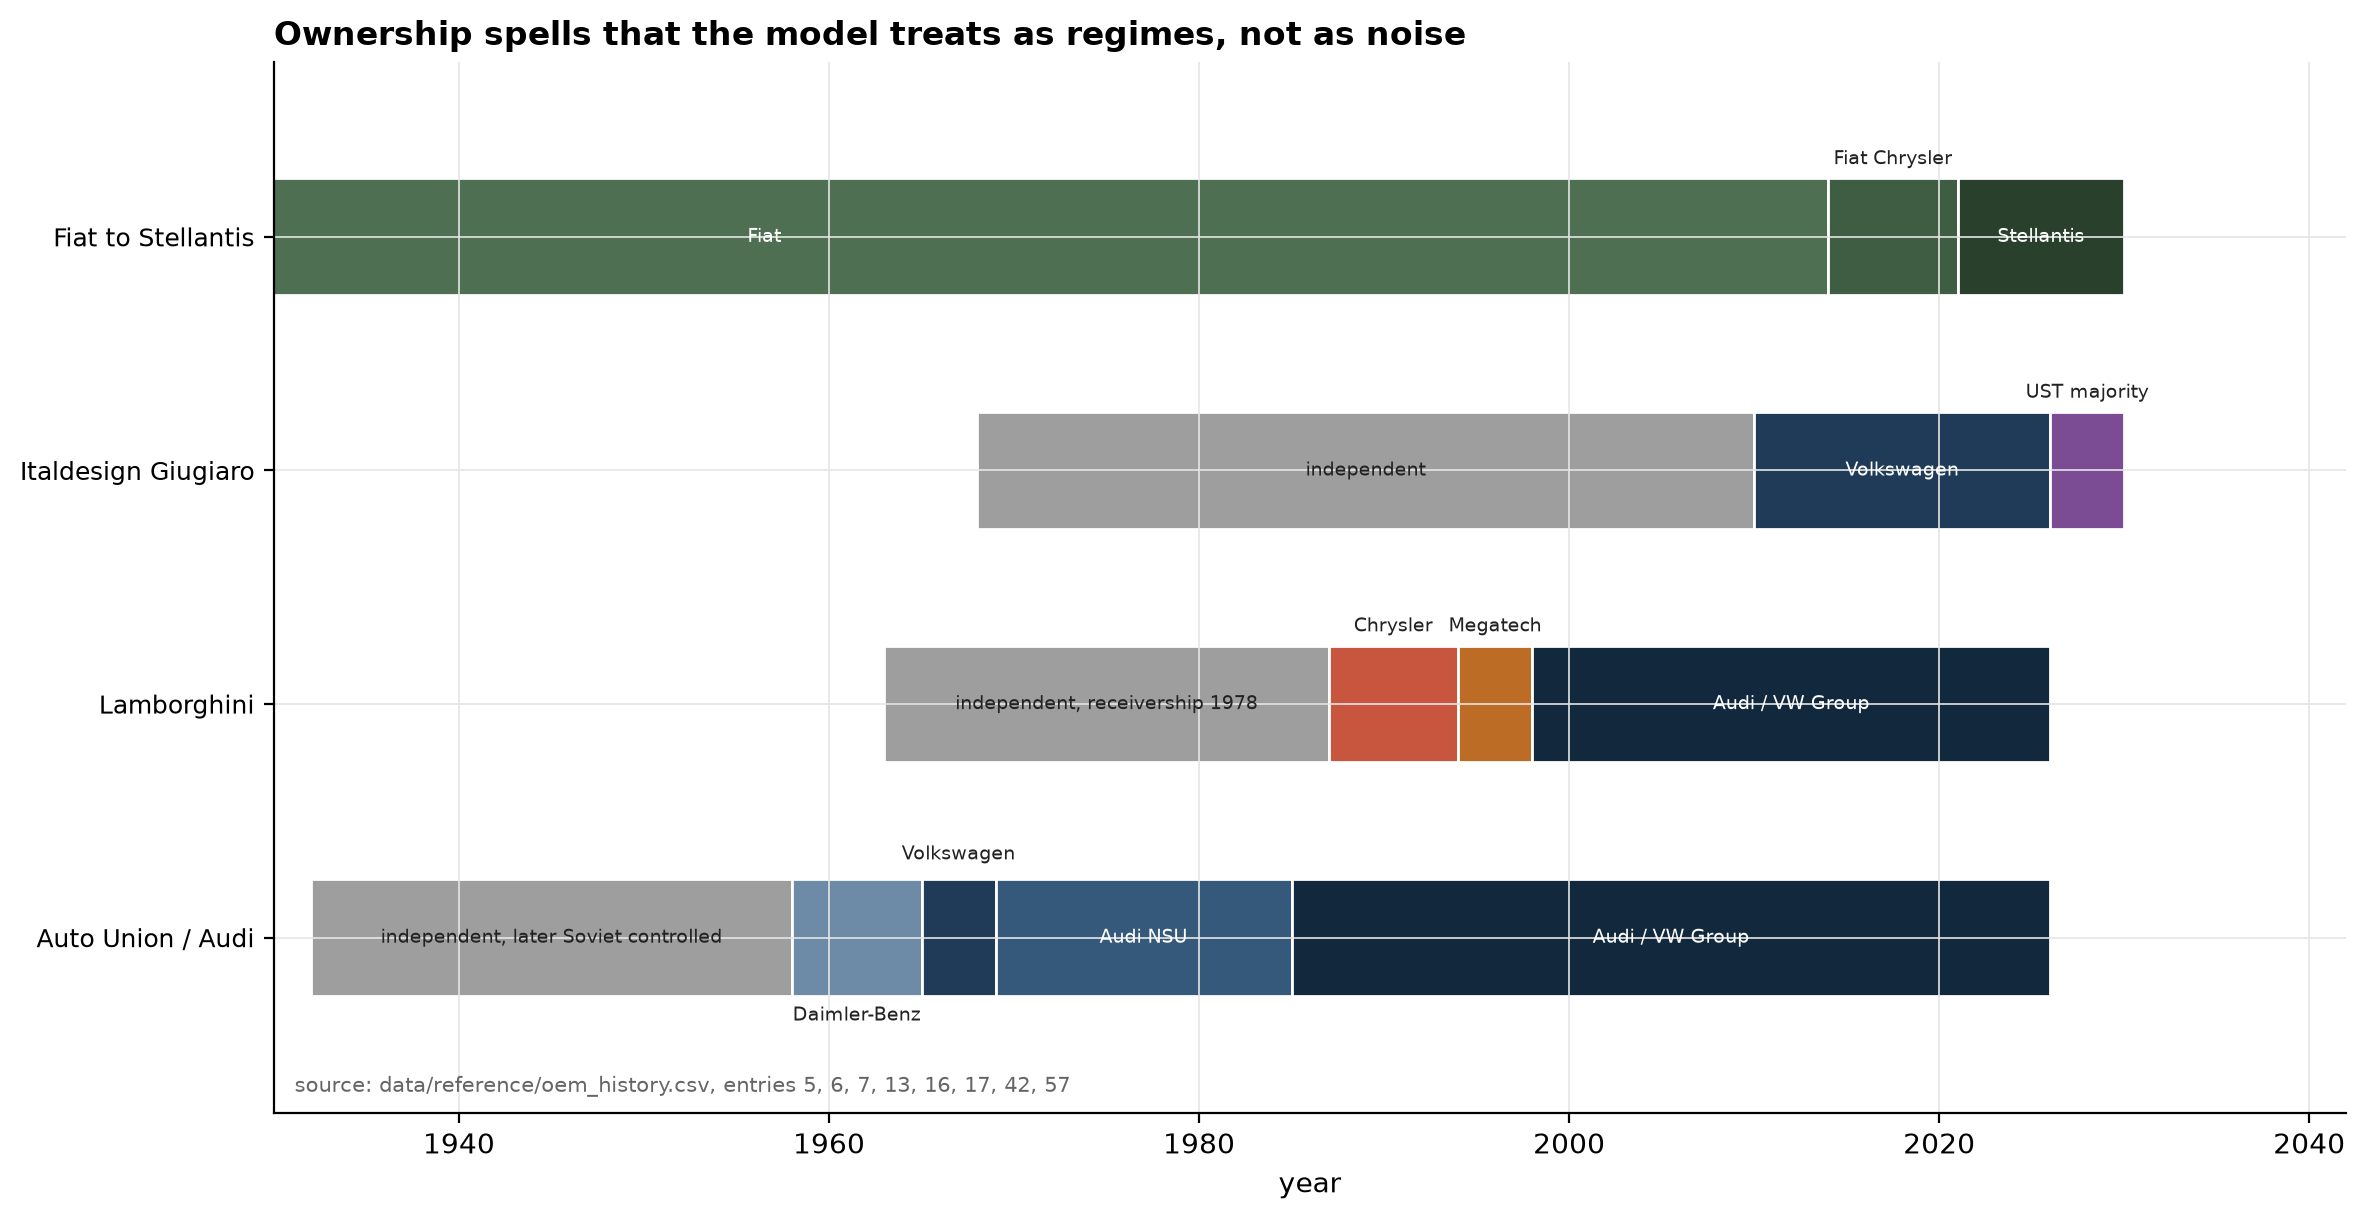 Ownership spells that the model treats as regimes, not as noise
Fiat Chrysler
Fiat to Stellantis
Fiat
Stellantis
UST majority
Italdesign Giugiaro
independent
Volkswagen
Chrysler
Megatech
Lamborghini
independent, receivership 1978
Audi / VW Group
Volkswagen
Auto Union / Audi
independent, later Soviet controlled
Audi NSU
Audi / VW Group
Daimler-Benz
source: data/reference/oem_history.csv, entries 5, 6, 7, 13, 16, 17, 42, 57
1940
1960
1980
2000
2020
2040
year